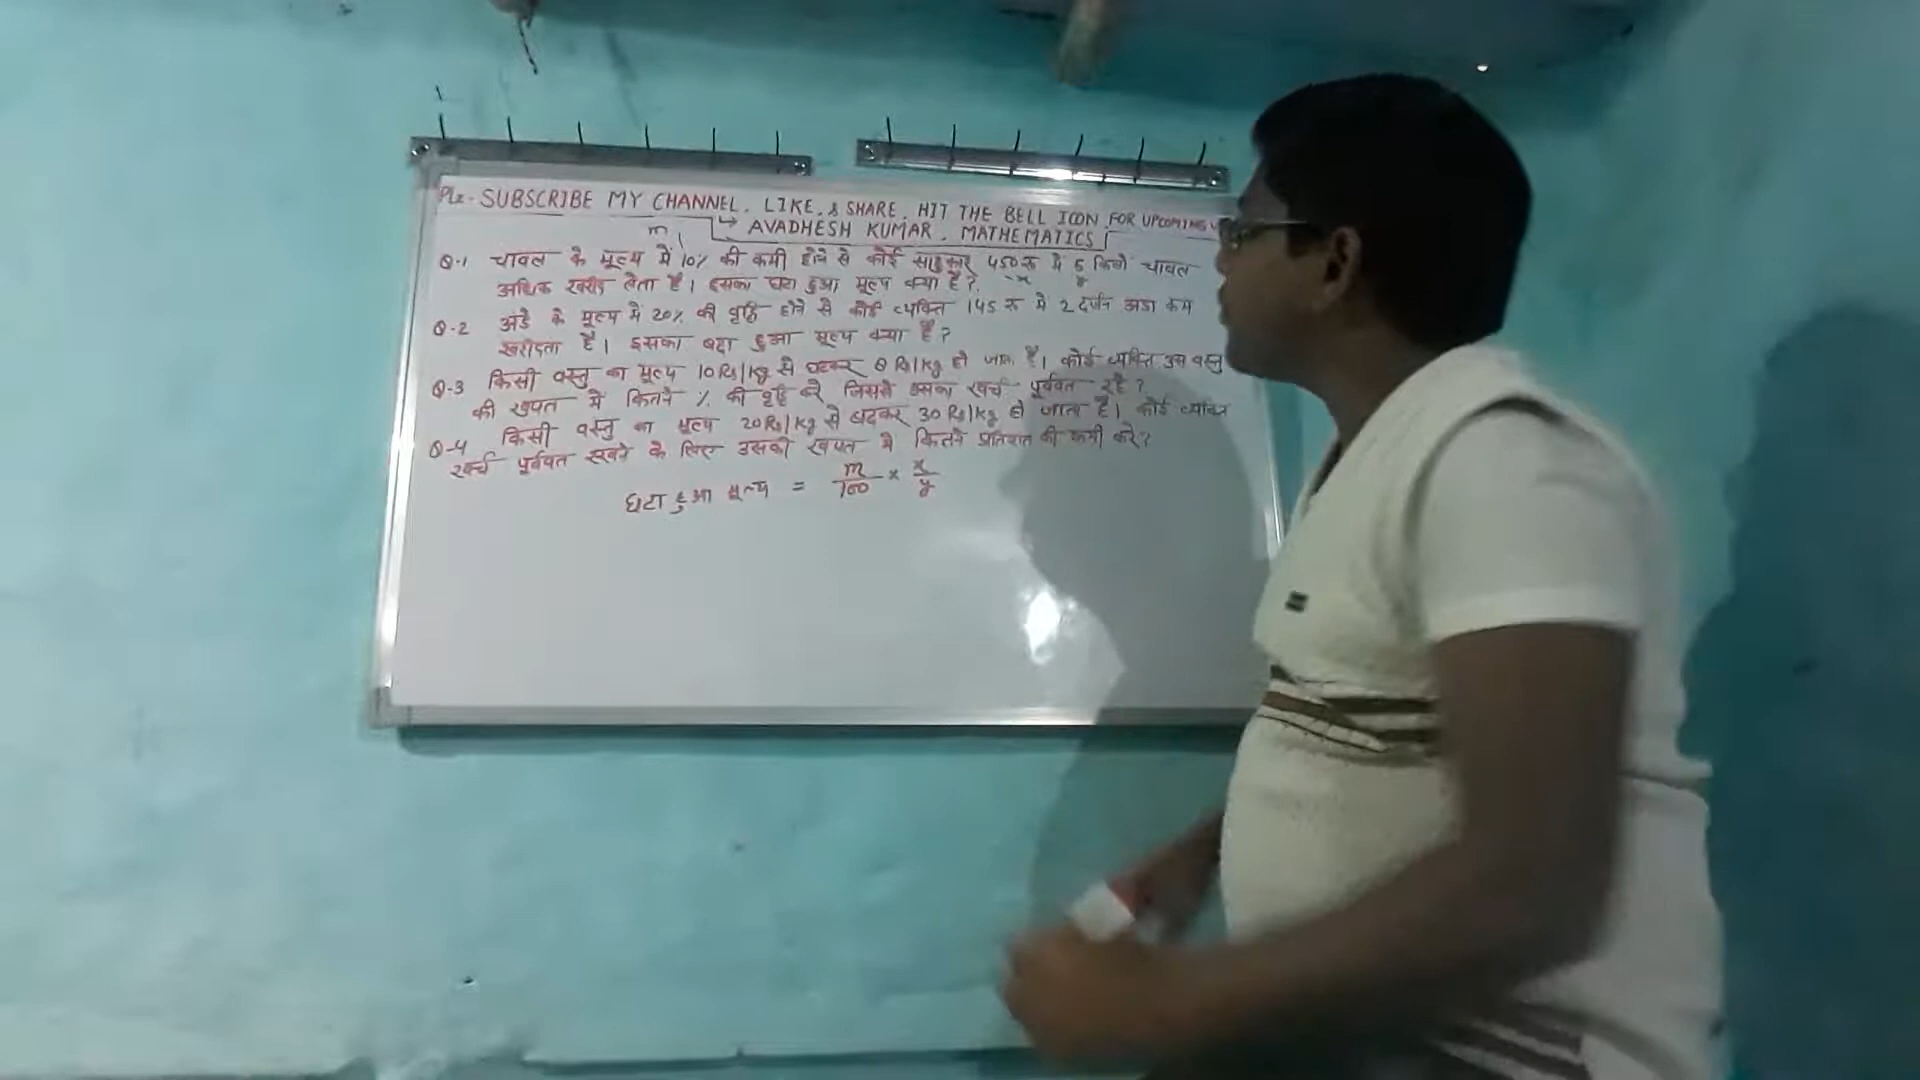 Plz - SUBSCRIBE MY CHANNEL, LIKE, & SHARE, HIT THE BELL ICON FOR UPCOMING
↳ AVADHESH KUMAR. MATHEMATICS
m
Q-1 चावल के मूल्य में 10% की कमी होने से कोई साहुकार 450 रू में 5 किलो चावल
अधिक खरीद लेता है। इसका घटा हुआ मूल्य क्या है? x y
Q-2 अंडे के मूल्य में 20% की वृद्धि होने से कोई व्यक्ति 145 रू में 2 दर्जन अंडा कम
खरीदता है। इसका बढ़ा हुआ मूल्य क्या है?
Q-3 किसी वस्तु का मूल्य 10 Rs/Kg से घटकर 8 Rs/Kg हो जाता है। कोई व्यक्ति उस वस्तु
की खपत में कितने % की वृद्धि करे जिससे उसका खर्च पूर्ववत रहे?
Q-4 किसी वस्तु का मूल्य 20 Rs/Kg से बढ़कर 30 Rs/Kg हो जाता है। कोई व्यक्ति
खर्च पूर्ववत रखने के लिए उसकी खपत में कितने प्रतिशत की कमी करे?
घटा हुआ मूल्य = m/100 × x/y